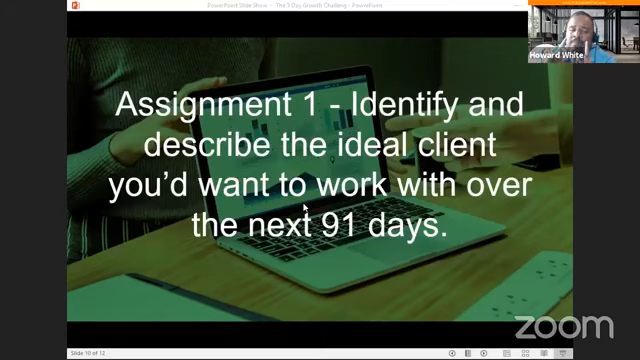 PowerPoint Slide Show - The 9 Day Growth Challeng - PowerPoint
Howard White
Assignment 1 - Identify and
describe the ideal client
you'd want to work with over
the next 91 days.
zoom
Slide 10 of 12